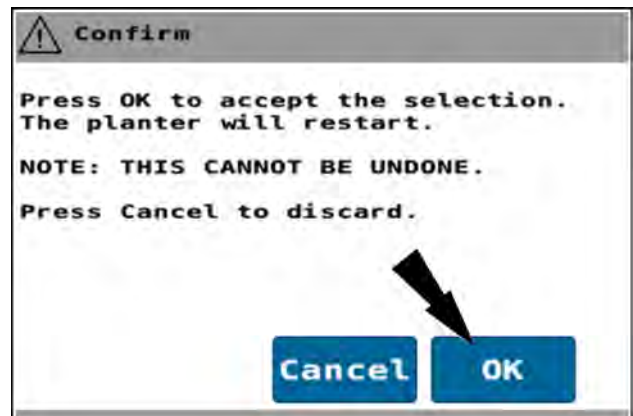 Confirm
Press OK to accept the selection.
The planter will restart.
NOTE: THIS CANNOT BE UNDONE.
Press Cancel to discard.
Cancel OK